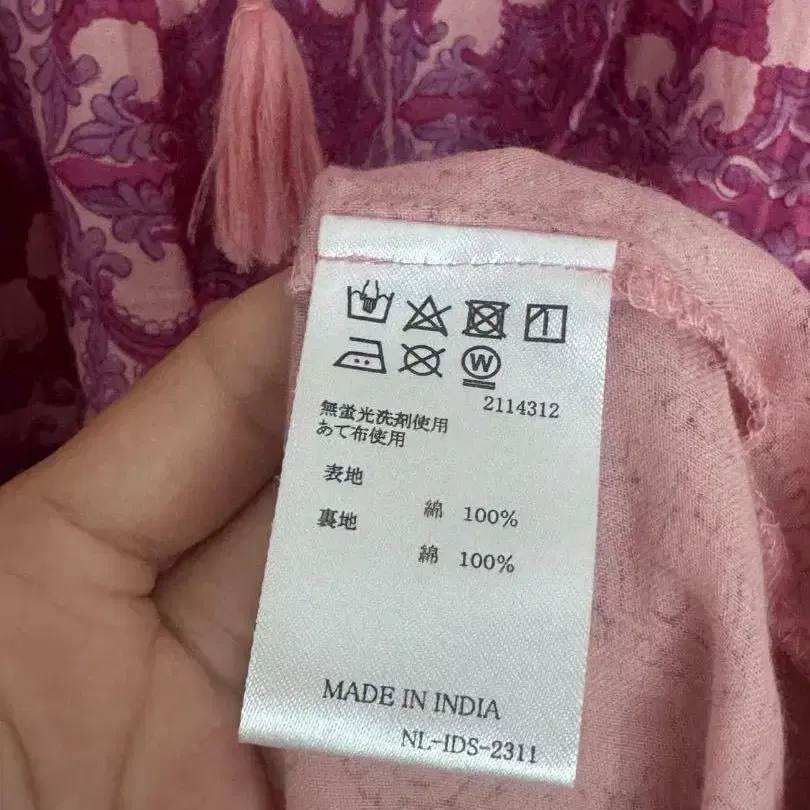 W
2114312
無蛍光洗剤使用
あて布使用
表地
綿 100%
裏地
綿 100%
MADE IN INDIA
NL-IDS-2311